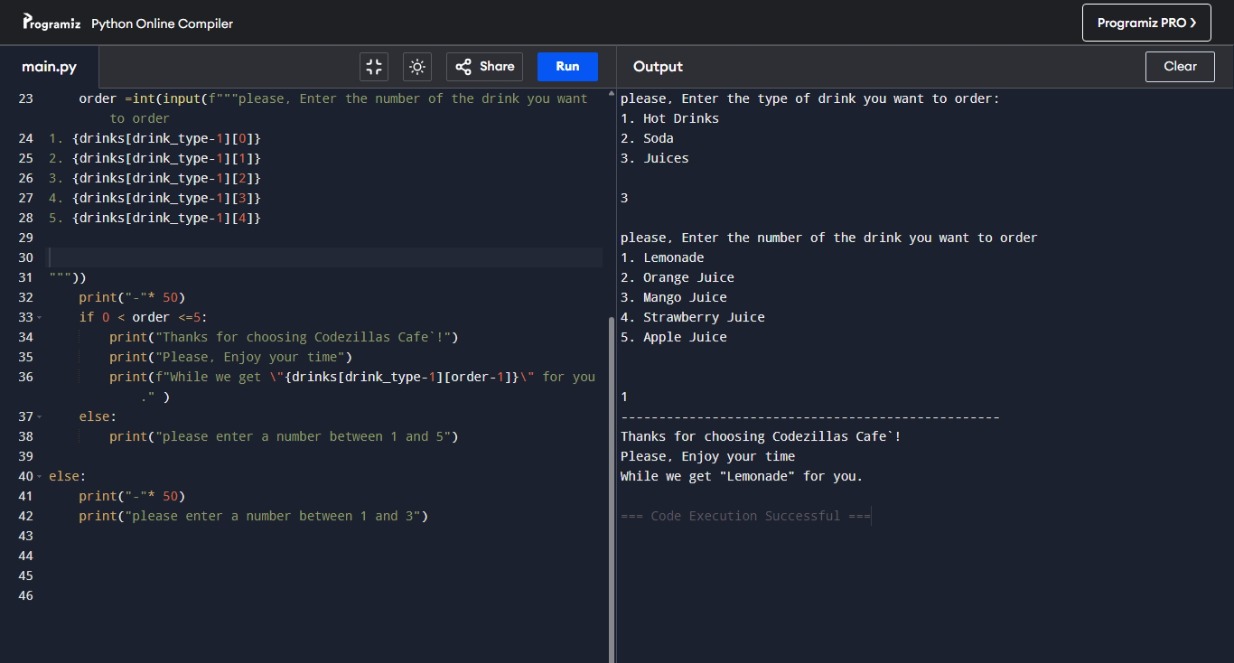 Programiz Python Online Compiler
Programiz PRO >
main.py
Share
Run
Output
Clear
23 order =int(input(f"""please, Enter the number of the drink you want
to order
24 1. {drinks[drink_type-1][0]}
25 2. {drinks[drink_type-1][1]}
26 3. {drinks[drink_type-1][2]}
27 4. {drinks[drink_type-1][3]}
28 5. {drinks[drink_type-1][4]}
29
30
31 """))
32 print("-"* 50)
33 if 0 < order <=5:
34 print("Thanks for choosing Codezillas Cafe`!")
35 print("Please, Enjoy your time")
36 print(f"While we get \"{drinks[drink_type-1][order-1]}\" for you
." )
37 else:
38 print("please enter a number between 1 and 5")
39
40 else:
41 print("-"* 50)
42 print("please enter a number between 1 and 3")
43
44
45
46
please, Enter the type of drink you want to order:
1. Hot Drinks
2. Soda
3. Juices
3
please, Enter the number of the drink you want to order
1. Lemonade
2. Orange Juice
3. Mango Juice
4. Strawberry Juice
5. Apple Juice
1
--------------------------------------------------
Thanks for choosing Codezillas Cafe`!
Please, Enjoy your time
While we get "Lemonade" for you.
=== Code Execution Successful ===